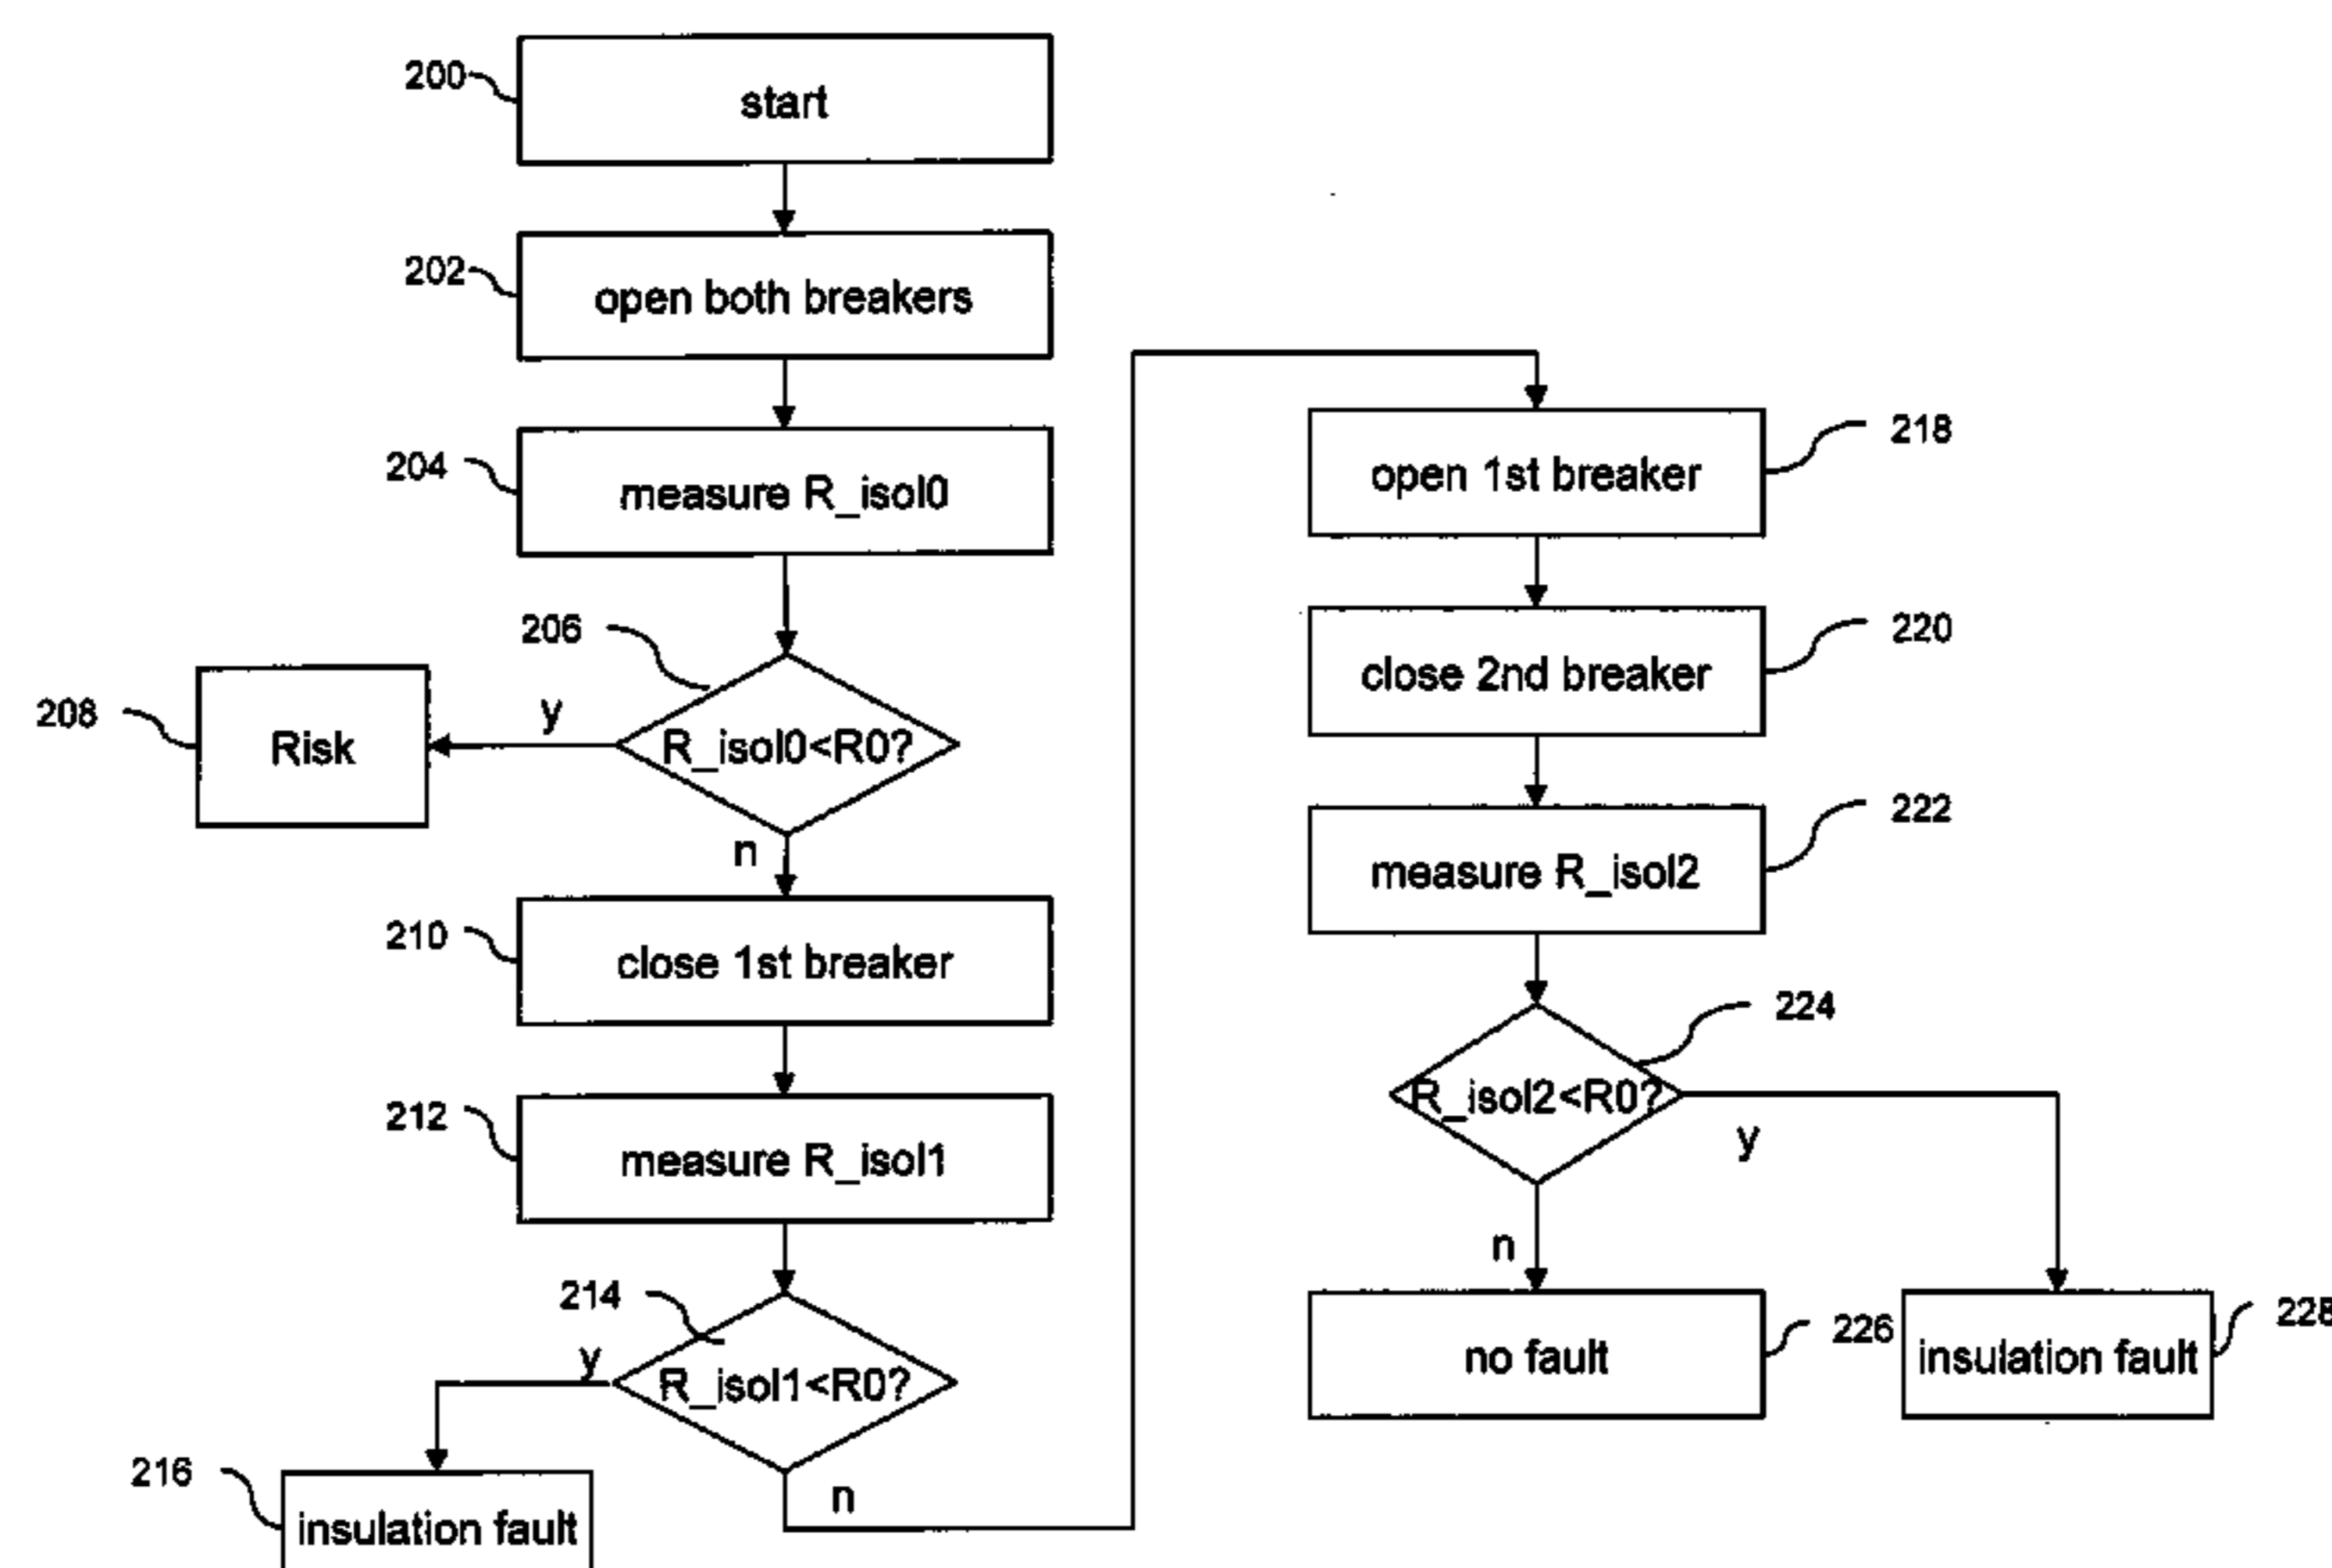 200
start
202
open both breakers
204
measure R_isol0
206
R_isol0<R0?
y
208
Risk
n
210
close 1st breaker
212
measure R_isol1
214
R_isol1<R0?
y
216
insulation fault
n
218
open 1st breaker
220
close 2nd breaker
222
measure R_isol2
224
R_isol2<R0?
y
n
226
no fault
228
insulation fault